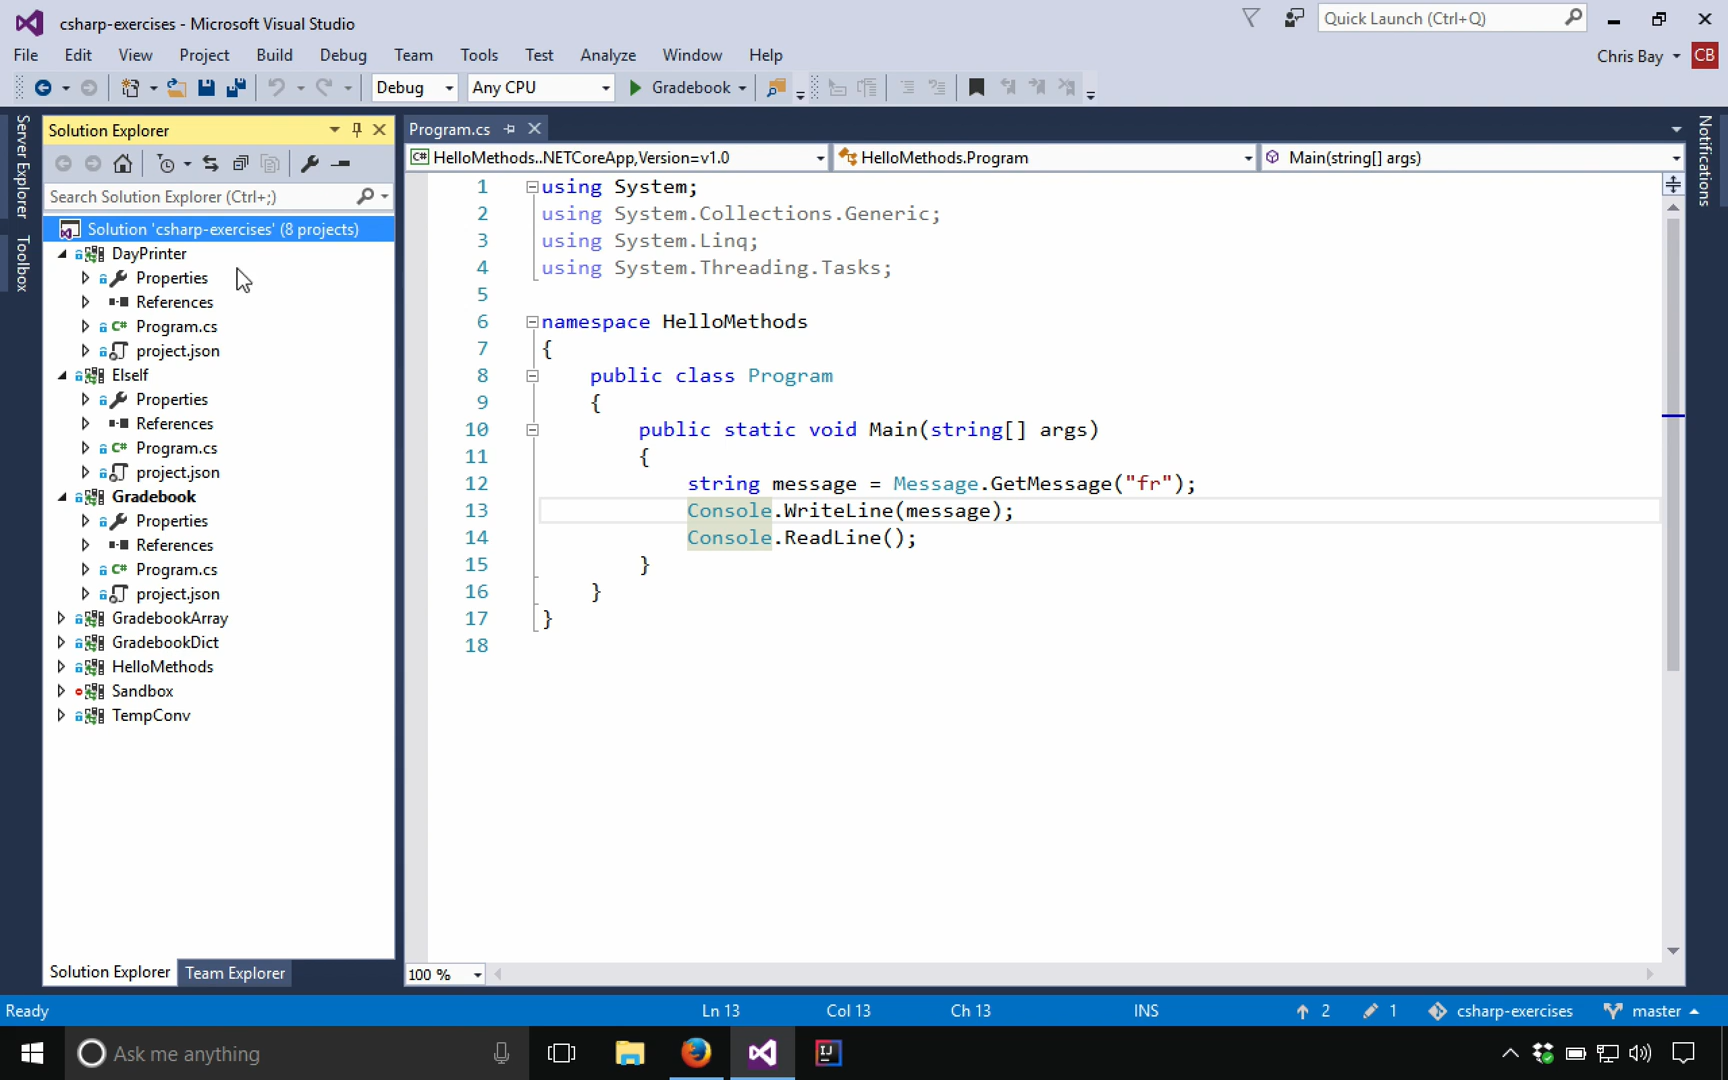 csharp-exercises - Microsoft Visual Studio
Quick Launch (Ctrl+Q)
File Edit View Project Build Debug Team Tools Test Analyze Window Help
Chris Bay CB
Debug Any CPU Gradebook
Server Explorer
Toolbox
Solution Explorer
Search Solution Explorer (Ctrl+;)
Solution 'csharp-exercises' (8 projects)
DayPrinter
Properties
References
C# Program.cs
project.json
ElseIf
Properties
References
C# Program.cs
project.json
Gradebook
Properties
References
C# Program.cs
project.json
GradebookArray
GradebookDict
HelloMethods
Sandbox
TempConv
Solution Explorer Team Explorer
Program.cs
C# HelloMethods..NETCoreApp,Version=v1.0 HelloMethods.Program Main(string[] args)
1 using System;
2 using System.Collections.Generic;
3 using System.Linq;
4 using System.Threading.Tasks;
5
6 namespace HelloMethods
7 {
8 public class Program
9 {
10 public static void Main(string[] args)
11 {
12 string message = Message.GetMessage("fr");
13 Console.WriteLine(message);
14 Console.ReadLine();
15 }
16 }
17 }
18
100 %
Notifications
Ready Ln 13 Col 13 Ch 13 INS 2 1 csharp-exercises master
Ask me anything
IJ